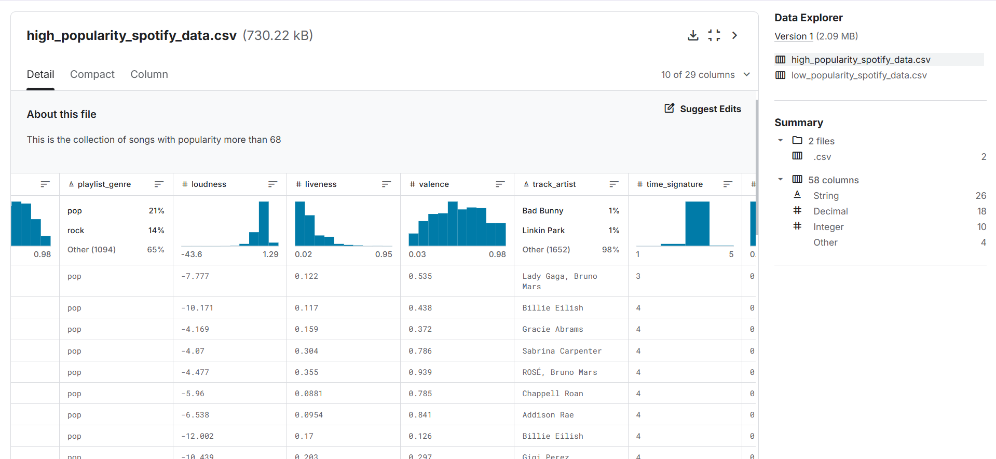 high_popularity_spotify_data.csv (730.22 kB)
Detail Compact Column 10 of 29 columns
About this file Suggest Edits
This is the collection of songs with popularity more than 68
A playlist_genre # loudness # liveness # valence A track_artist # time_signature #
pop 21% Bad Bunny 1%
rock 14% Linkin Park 1%
Other (1094) 65% Other (1652) 98%
0.98 -43.6 1.29 0.02 0.95 0.03 0.98 1 5 0.
pop -7.777 0.122 0.535 Lady Gaga, Bruno Mars 3 0
pop -10.171 0.117 0.438 Billie Eilish 4 0
pop -4.169 0.159 0.372 Gracie Abrams 4 0
pop -4.07 0.304 0.786 Sabrina Carpenter 4 0
pop -4.477 0.355 0.939 ROSÉ, Bruno Mars 4 0
pop -5.96 0.0881 0.785 Chappell Roan 4 0
pop -6.538 0.0954 0.841 Addison Rae 4 0
pop -12.002 0.17 0.126 Billie Eilish 4 0
pop -10.439 0.203 0.297 Gigi Perez 4 0
Data Explorer
Version 1 (2.09 MB)
high_popularity_spotify_data.csv
low_popularity_spotify_data.csv
Summary
2 files
.csv 2
58 columns
A String 26
# Decimal 18
# Integer 10
Other 4